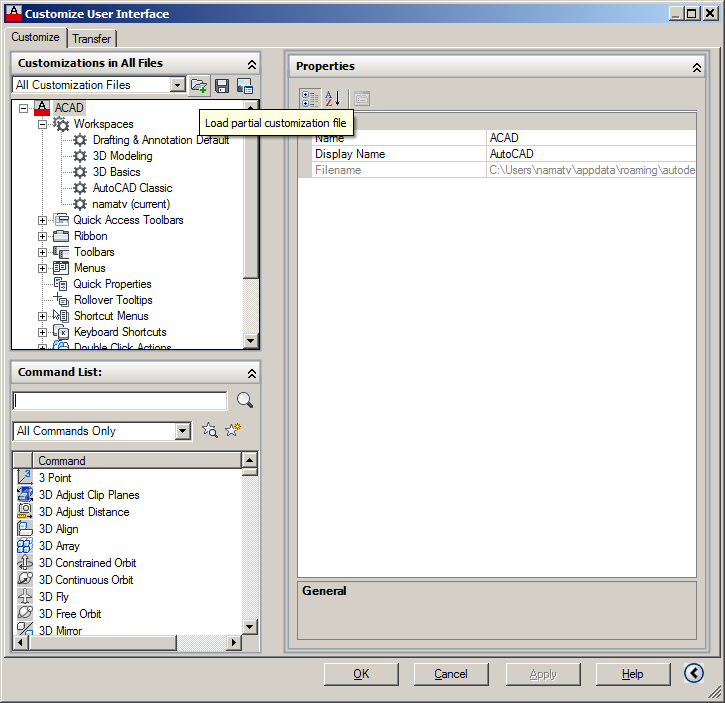 Customize User Interface
Customize
Transfer
Customizations in All Files
All Customization Files
Load partial customization file
ACAD
Workspaces
Drafting & Annotation Default
3D Modeling
3D Basics
AutoCAD Classic
namatv (current)
Quick Access Toolbars
Ribbon
Toolbars
Menus
Quick Properties
Rollover Tooltips
Shortcut Menus
Keyboard Shortcuts
Double Click Actions
Command List:
All Commands Only
Command
3 Point
3D Adjust Clip Planes
3D Adjust Distance
3D Align
3D Array
3D Constrained Orbit
3D Continuous Orbit
3D Fly
3D Free Orbit
3D Mirror
Properties
Name ACAD
Display Name AutoCAD
Filename C:\Users\namatv\appdata\roaming\autode
General
OK
Cancel
Apply
Help